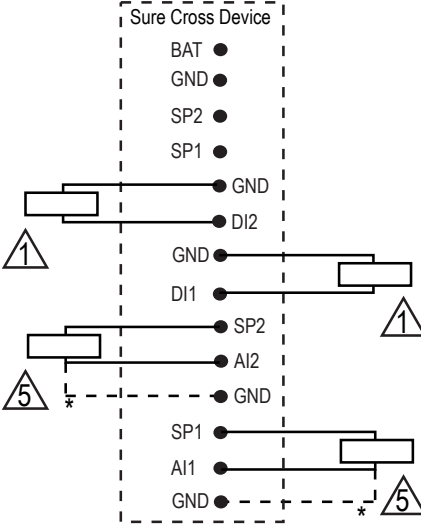 Sure Cross Device
BAT
GND
SP2
SP1
GND
DI2
1
GND
DI1
1
SP2
AI2
5
* GND
SP1
AI1
GND * 5